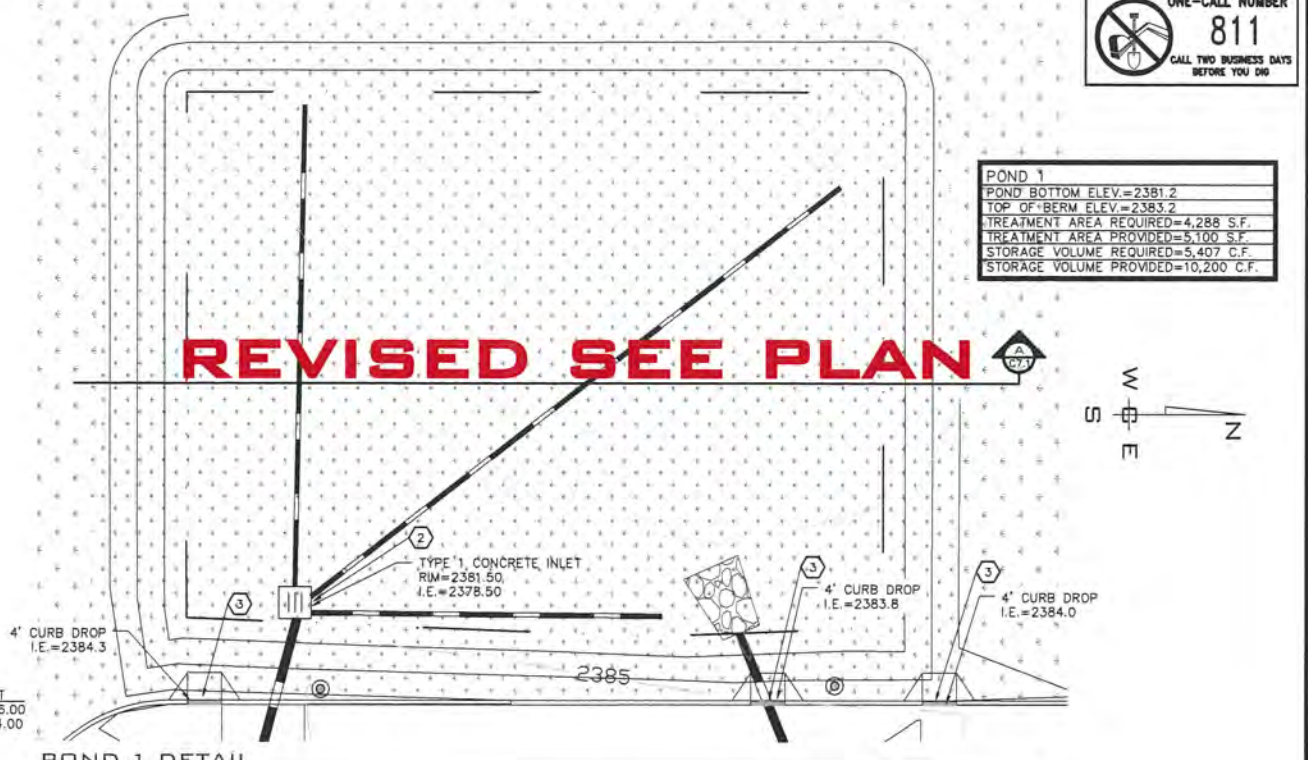 ONE-CALL NUMBER
811
CALL TWO BUSINESS DAYS
BEFORE YOU DIG
POND 1
POND BOTTOM ELEV.=2381.2
TOP OF BERM ELEV.=2383.2
TREATMENT AREA REQUIRED=4,288 S.F.
TREATMENT AREA PROVIDED=5,100 S.F.
STORAGE VOLUME REQUIRED=5,407 C.F.
STORAGE VOLUME PROVIDED=10,200 C.F.
REVISED SEE PLAN
A
C7.1
W
S
E
N
2
TYPE 1 CONCRETE INLET
RIM=2381.50
I.E.=2378.50
3
4' CURB DROP
I.E.=2384.3
3
4' CURB DROP
I.E.=2383.8
3
4' CURB DROP
I.E.=2384.0
2385
POND 1 DETAIL